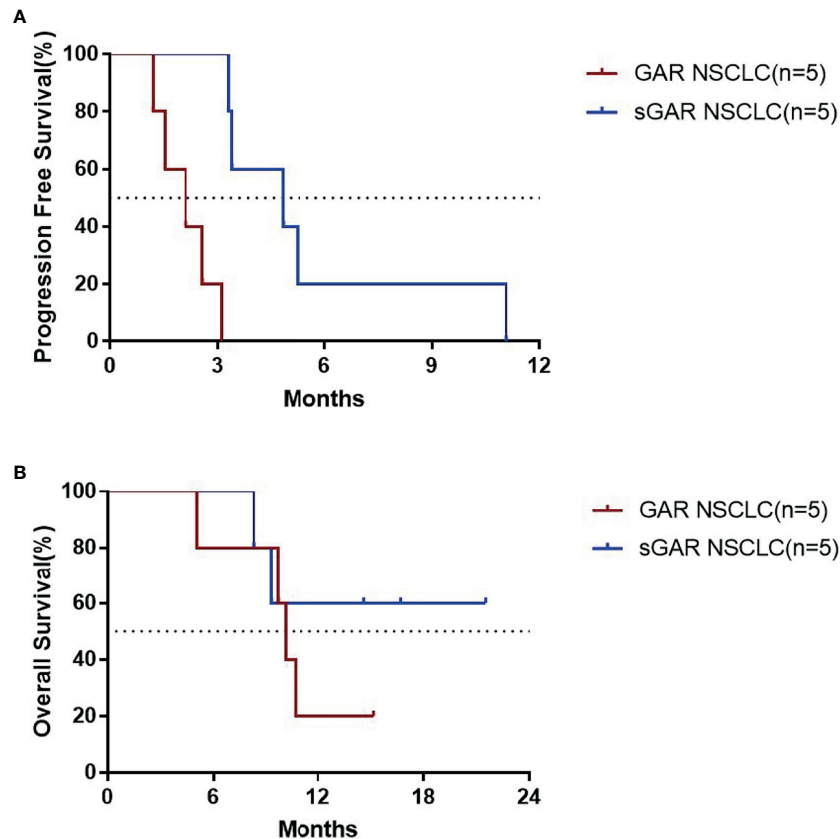 A
Progression Free Survival(%)
100
80
60
40
20
0
0 3 6 9 12
Months
GAR NSCLC(n=5)
sGAR NSCLC(n=5)
B
Overall Survival(%)
100
80
60
40
20
0
0 6 12 18 24
Months
GAR NSCLC(n=5)
sGAR NSCLC(n=5)